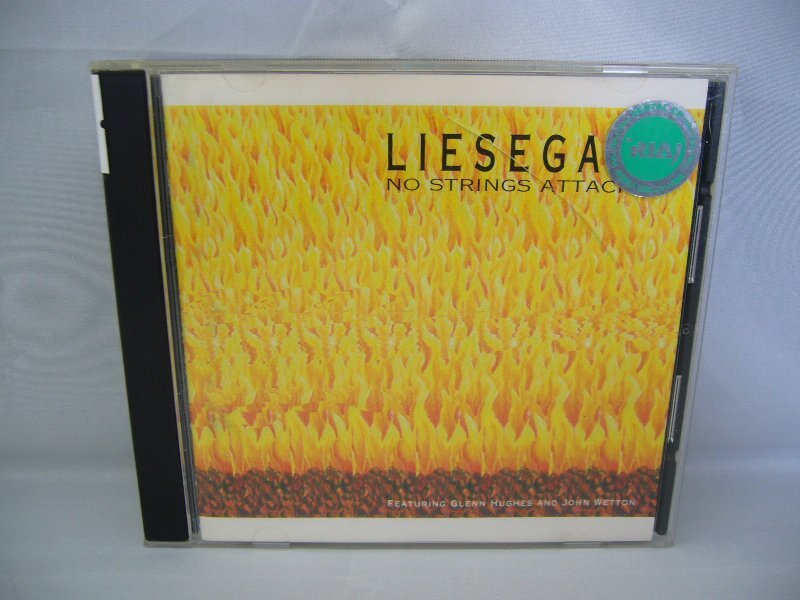 LIESEGA
NO STRINGS ATTAC
FEATURING GLENN HUGHES AND JOHN WETTON